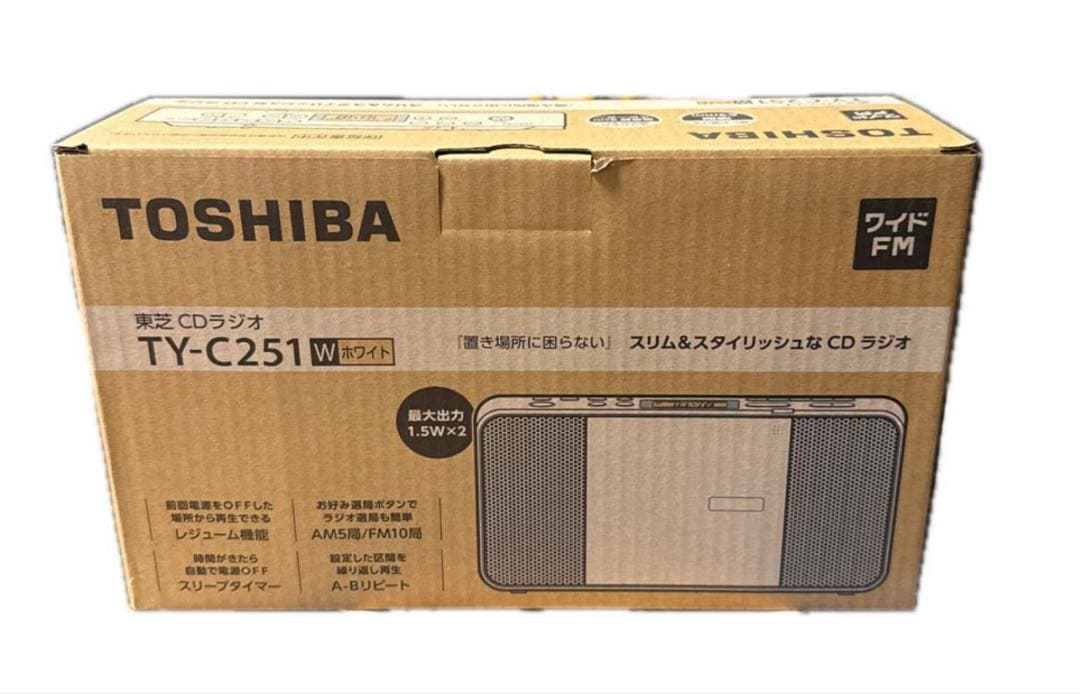 TY-C251 W
TOSHIBA
TOSHIBA
ワイド
FM
東芝 CDラジオ
TY-C251 W ホワイト
『置き場所に困らない』 スリム&スタイリッシュな CD ラジオ
最大出力
1.5W×2
前回電源をOFFした
場所から再生できる
レジューム機能
お好み選局ボタンで
ラジオ選局も簡単
AM5局/FM10局
時間がきたら
自動で電源OFF
スリープタイマー
設定した区間を
繰り返し再生
A-Bリピート